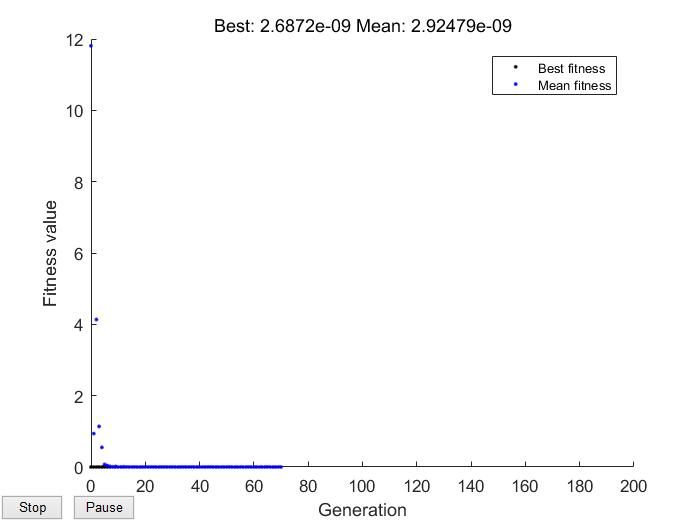 Best: 2.6872e-09 Mean: 2.92479e-09
12
10
8
6
4
2
0
Fitness value
Best fitness
Mean fitness
0 20 40 60 80 100 120 140 160 180 200
Generation
Stop
Pause